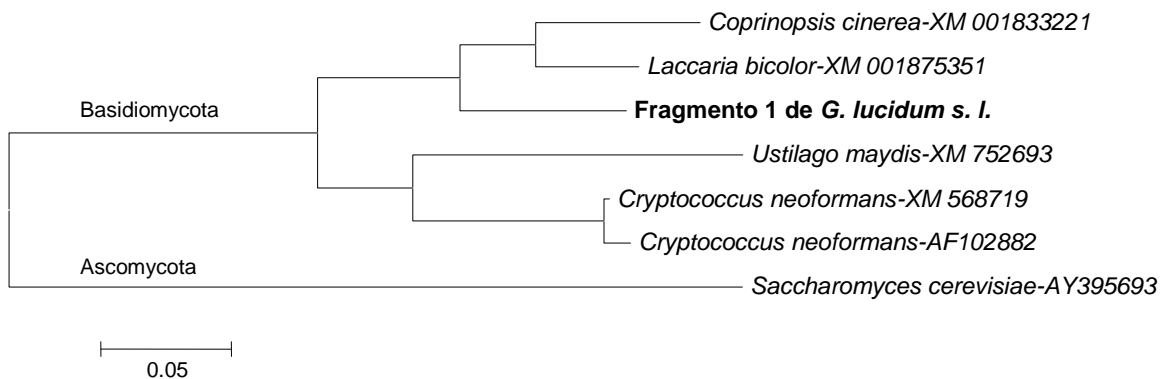 Coprinopsis cinerea-XM 001833221
Laccaria bicolor-XM 001875351
Basidiomycota
Fragmento 1 de G. lucidum s. l.
Ustilago maydis-XM 752693
Cryptococcus neoformans-XM 568719
Cryptococcus neoformans-AF102882
Ascomycota
Saccharomyces cerevisiae-AY395693
0.05